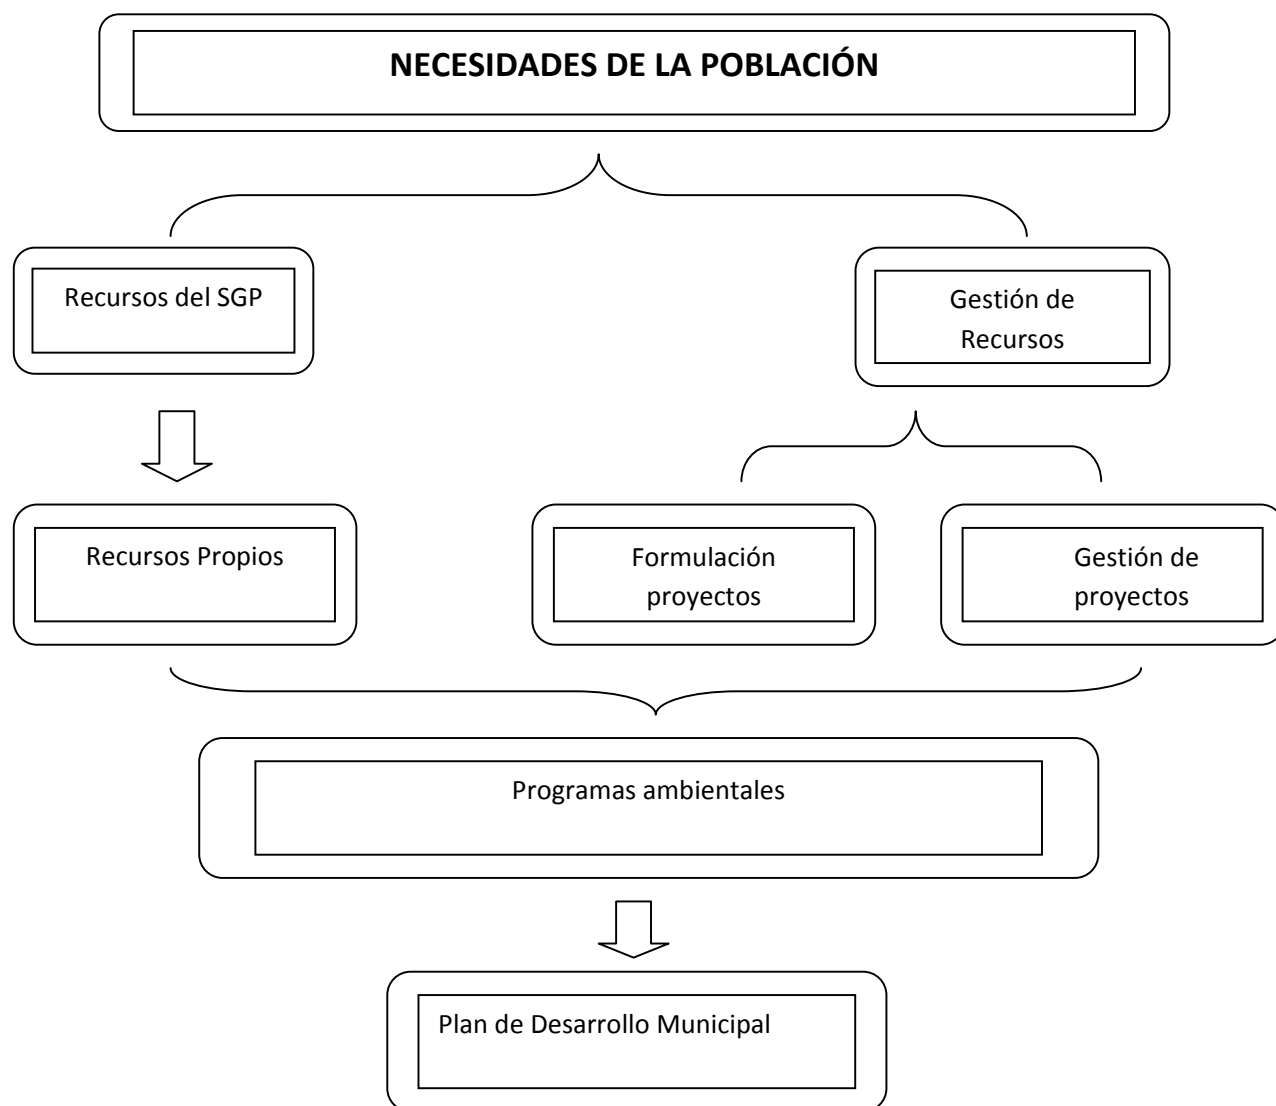 NECESIDADES DE LA POBLACIÓN
Recursos del SGP
Gestión de
Recursos
Recursos Propios
Formulación
proyectos
Gestión de
proyectos
Programas ambientales
Plan de Desarrollo Municipal